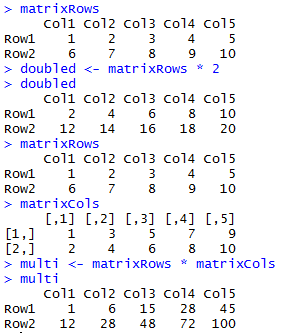 > matrixRows
     Col1 Col2 Col3 Col4 Col5
Row1    1    2    3    4    5
Row2    6    7    8    9   10
> doubled <- matrixRows * 2
> doubled
     Col1 Col2 Col3 Col4 Col5
Row1    2    4    6    8   10
Row2   12   14   16   18   20
> matrixRows
     Col1 Col2 Col3 Col4 Col5
Row1    1    2    3    4    5
Row2    6    7    8    9   10
> matrixCols
     [,1] [,2] [,3] [,4] [,5]
[1,]    1    3    5    7    9
[2,]    2    4    6    8   10
> multi <- matrixRows * matrixCols
> multi
     Col1 Col2 Col3 Col4 Col5
Row1    1    6   15   28   45
Row2   12   28   48   72  100